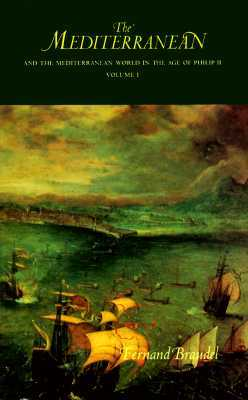 The
MEDITERRANEAN
AND THE MEDITERRANEAN WORLD IN THE AGE OF PHILIP II
VOLUME I
Fernand Braudel